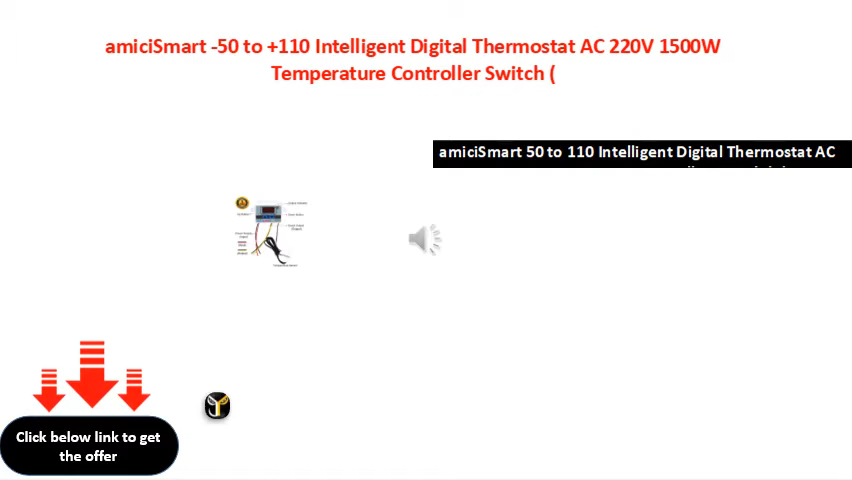 amiciSmart -50 to +110 Intelligent Digital Thermostat AC 220V 1500W
Temperature Controller Switch (
amiciSmart 50 to 110 Intelligent Digital Thermostat AC
Click below link to get
the offer